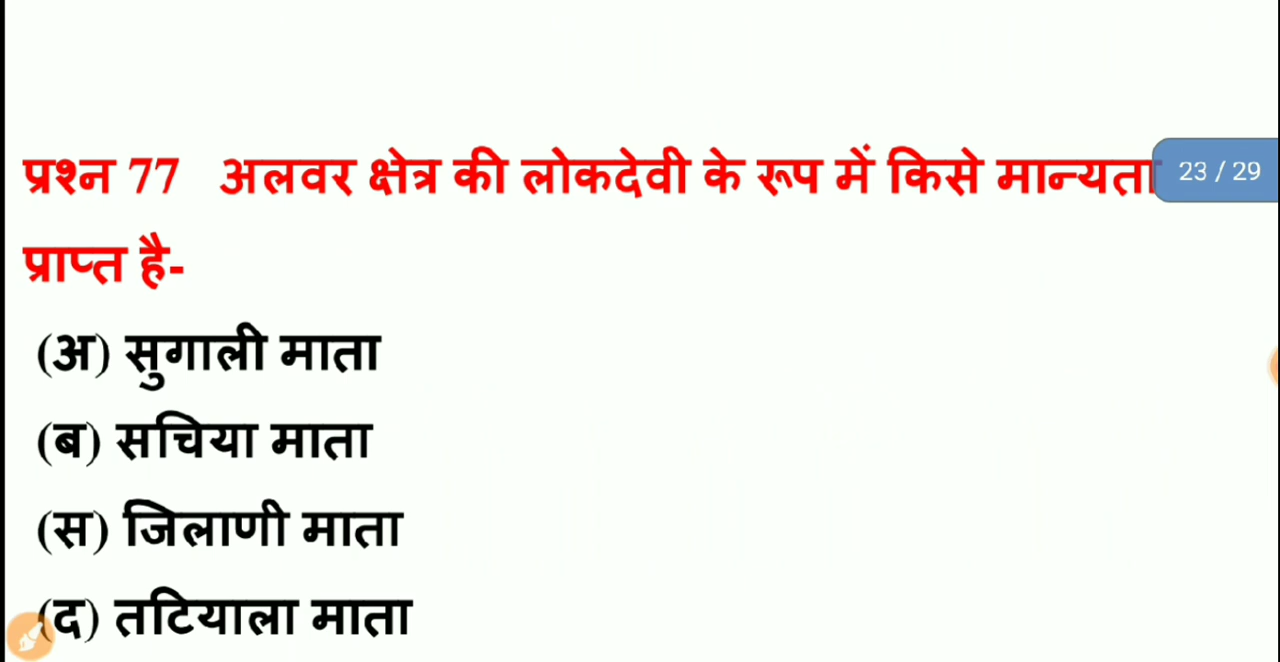 प्रश्न 77 अलवर क्षेत्र की लोकदेवी के रूप में किसे मान्यता 23 / 29
प्राप्त है-
(अ) सुगाली माता
(ब) सचिया माता
(स) जिलाणी माता
(द) तटियाला माता